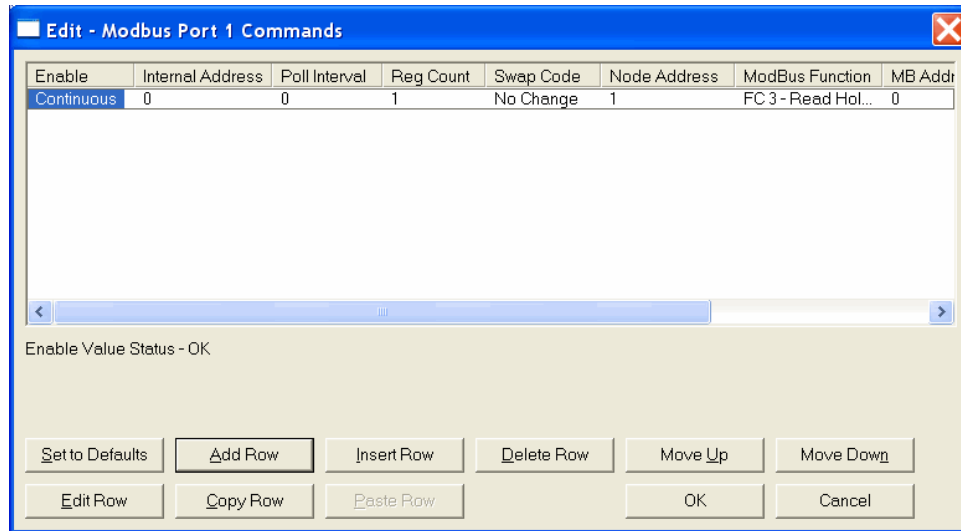 Edit - Modbus Port 1 Commands
Enable Internal Address Poll Interval Reg Count Swap Code Node Address ModBus Function MB Addr
Continuous 0 0 1 No Change 1 FC 3 - Read Hol... 0
Enable Value Status - OK
Set to Defaults Add Row Insert Row Delete Row Move Up Move Down
Edit Row Copy Row Paste Row OK Cancel